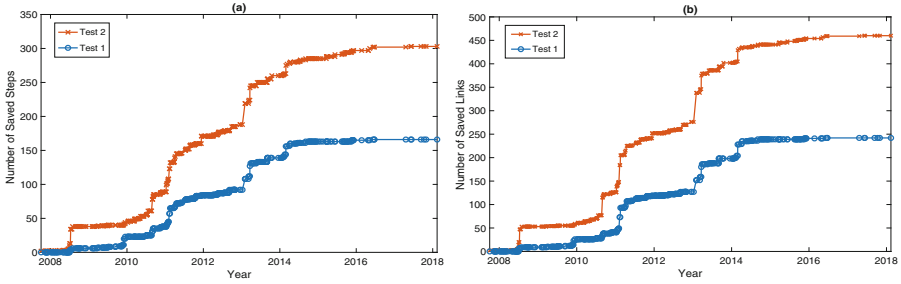 (a)
Test 2
Test 1
Number of Saved Steps
350
300
250
200
150
100
50
0
2008 2010 2012 2014 2016 2018
Year
(b)
Test 2
Test 1
Number of Saved Links
500
450
400
350
300
250
200
150
100
50
0
2008 2010 2012 2014 2016 2018
Year